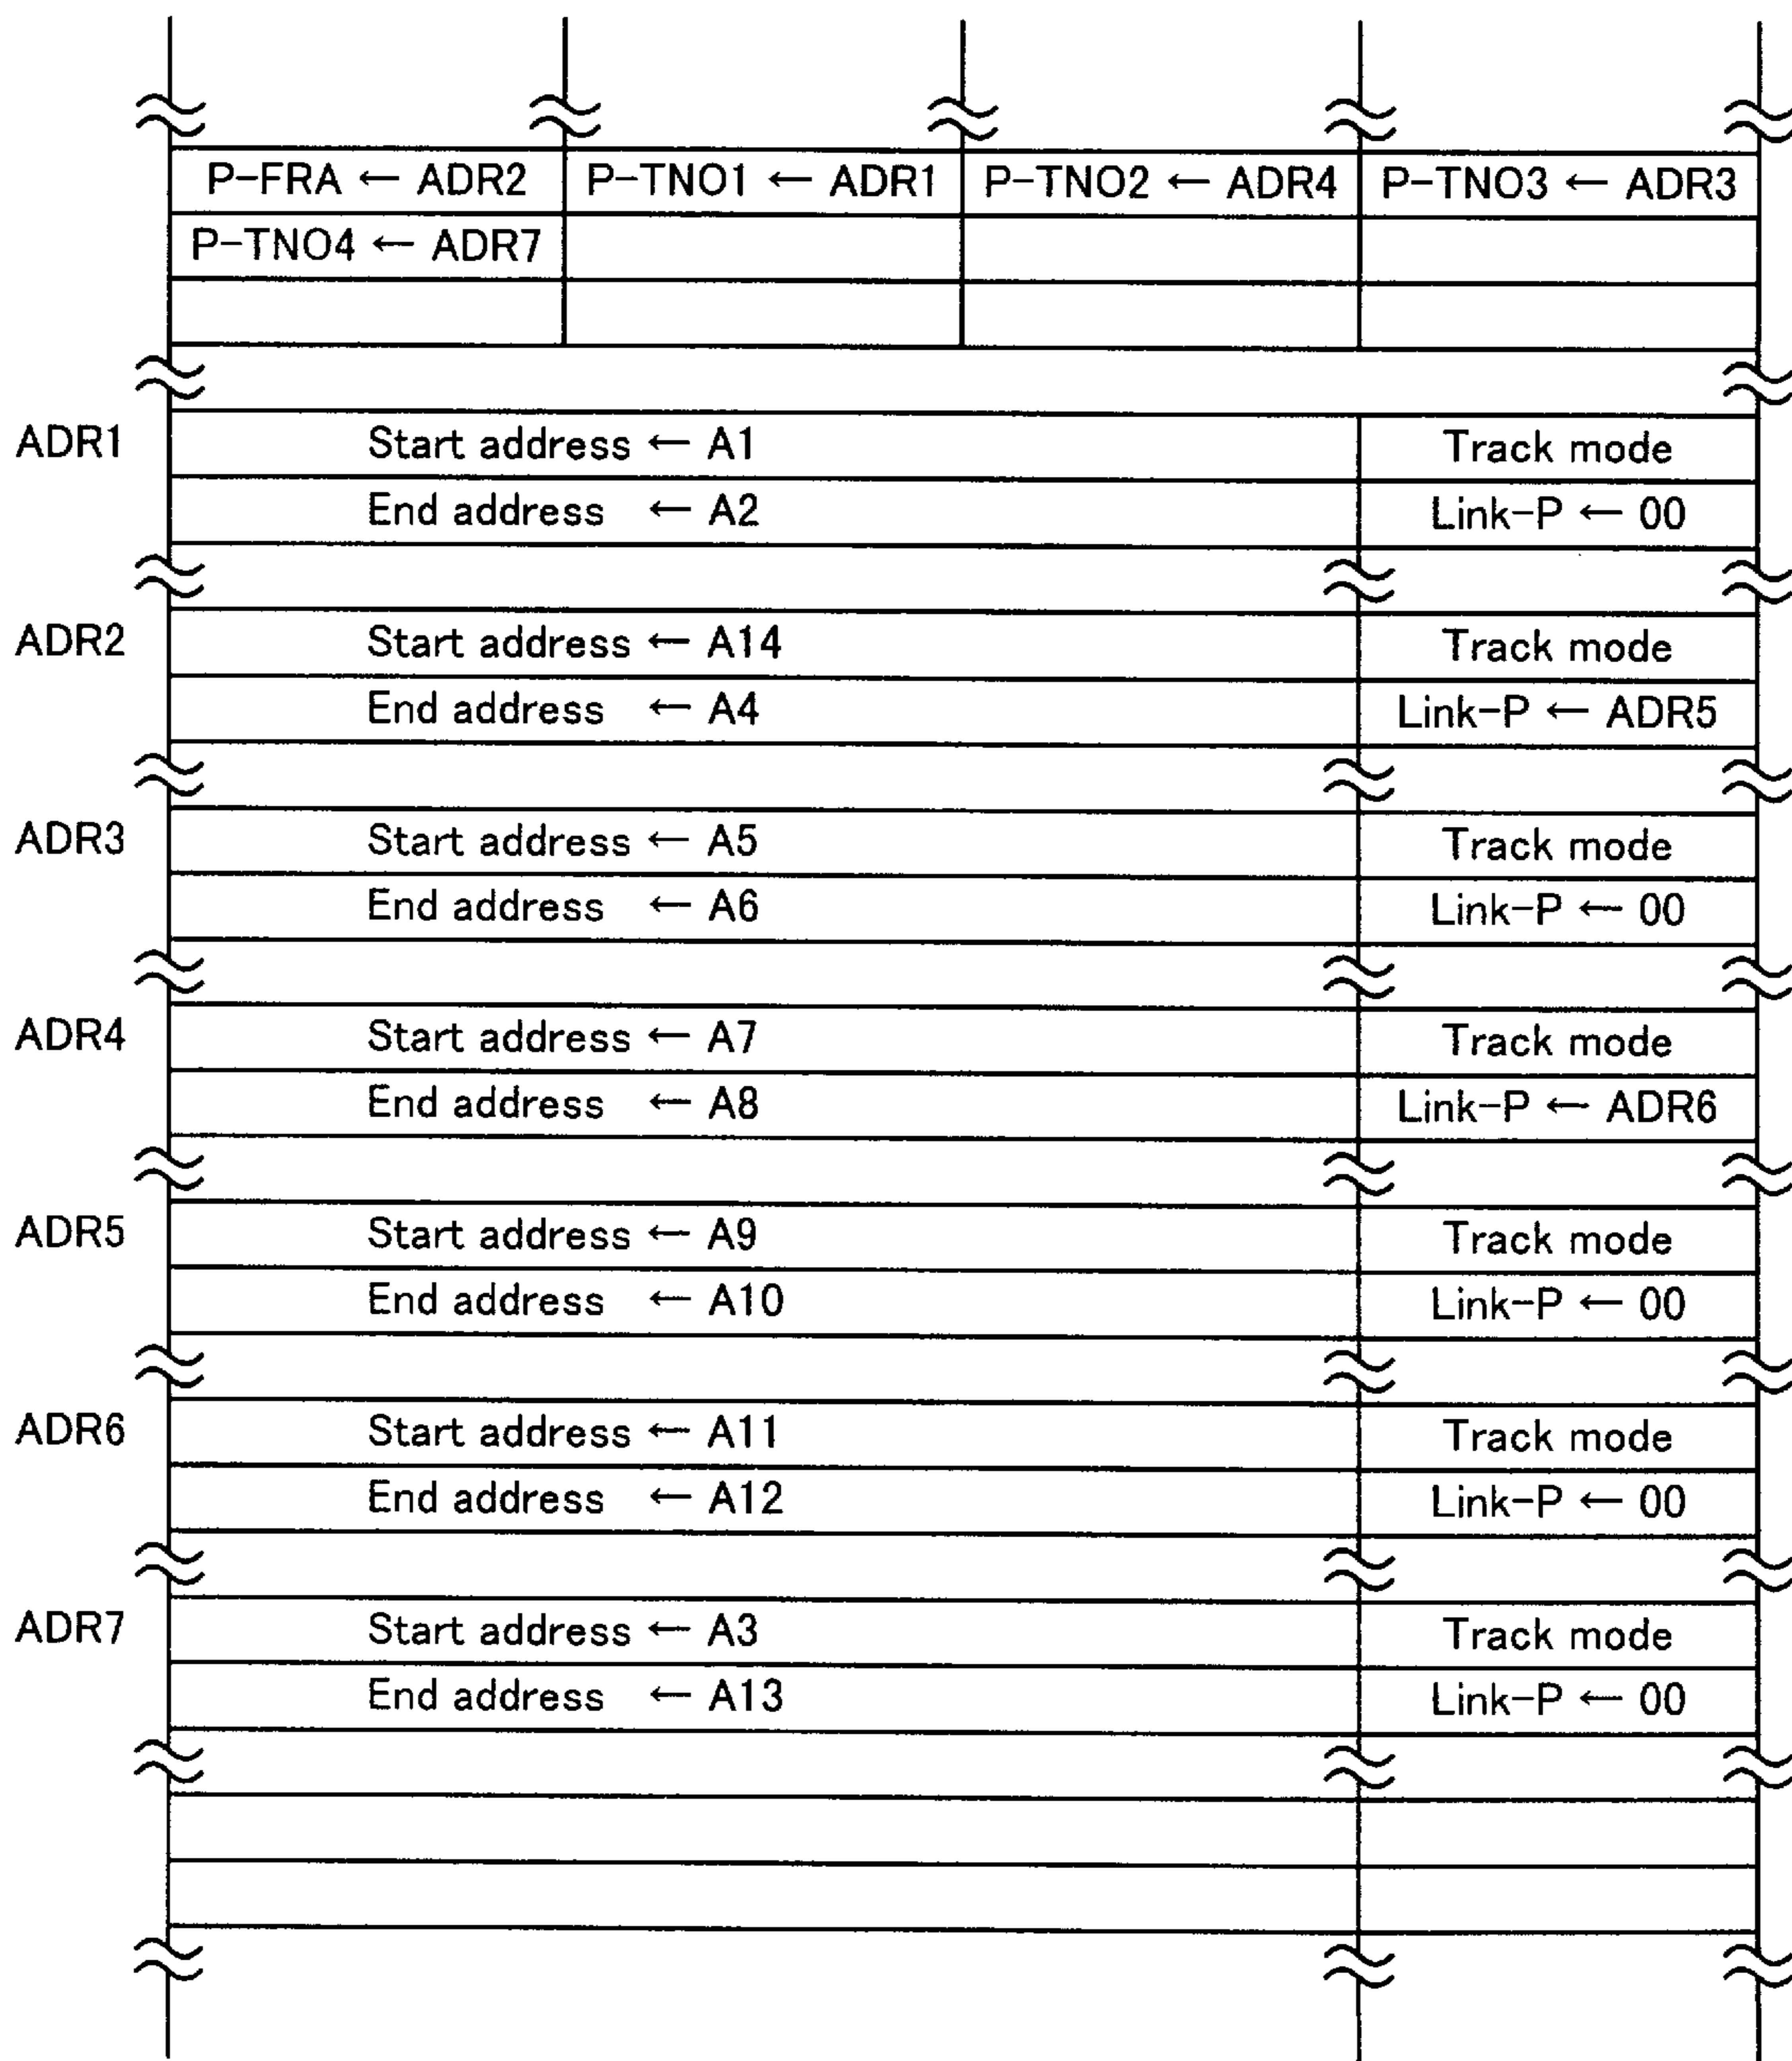 P-FRA ← ADR2 P-TNO1 ← ADR1 P-TNO2 ← ADR4 P-TNO3 ← ADR3
P-TNO4 ← ADR7
ADR1 Start address ← A1 Track mode
End address ← A2 Link-P ← 00
ADR2 Start address ← A14 Track mode
End address ← A4 Link-P ← ADR5
ADR3 Start address ← A5 Track mode
End address ← A6 Link-P ← 00
ADR4 Start address ← A7 Track mode
End address ← A8 Link-P ← ADR6
ADR5 Start address ← A9 Track mode
End address ← A10 Link-P ← 00
ADR6 Start address ← A11 Track mode
End address ← A12 Link-P ← 00
ADR7 Start address ← A3 Track mode
End address ← A13 Link-P ← 00